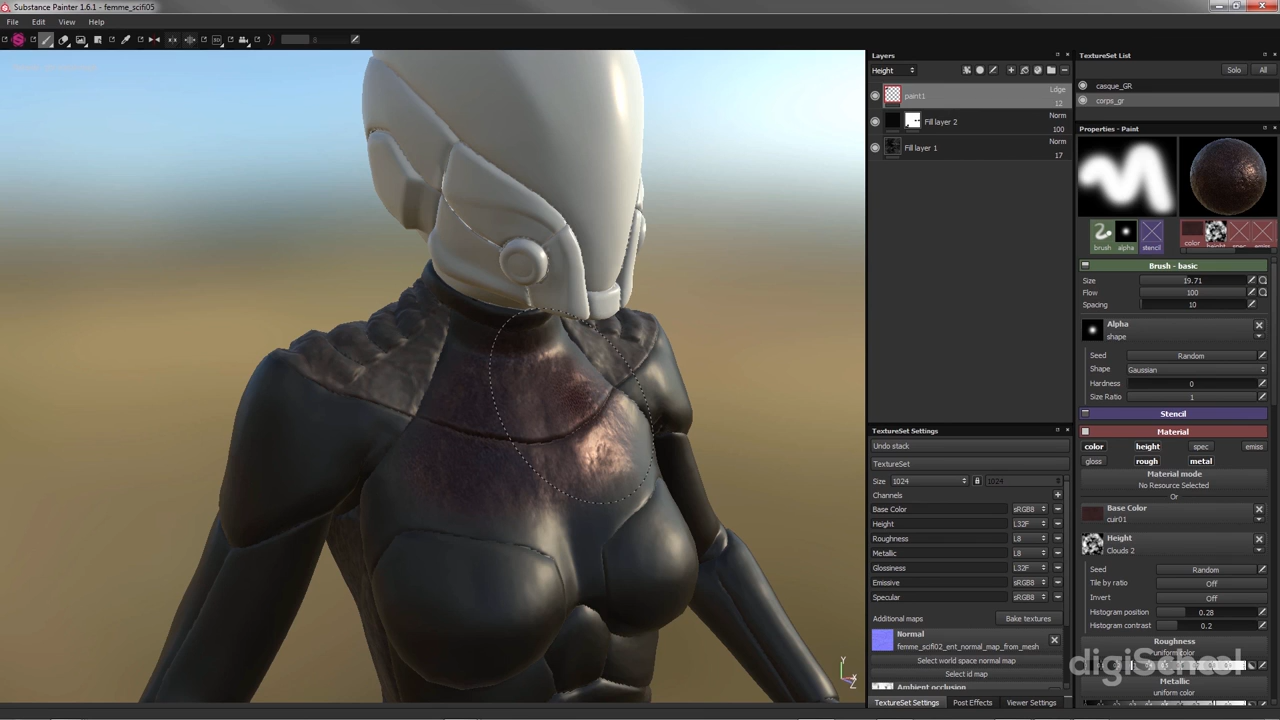 Substance Painter 1.6.1 - femme_scifi05
File Edit View Help
Layers
Height
paint1
Ldge
12
Fill layer 2
Norm
100
Fill layer 1
Norm
17
TextureSet Settings
Undo stack
TextureSet
Size 1024 1024
Channels
Base Color sRGB8
Height L32F
Roughness L8
Metallic L8
Glossiness L32F
Emissive sRGB8
Specular sRGB8
Additional maps Bake textures
Normal
femme_scifi02_ent_normal_map_from_mesh
Select world space normal map
Select id map
Ambient occlusion
TextureSet Settings Post Effects Viewer Settings
TextureSet List
Solo All
casque_GR
corps_gr
Properties - Paint
brush alpha stencil color height spec emiss
Brush - basic
Size 19.71
Flow 100
Spacing 10
Alpha
shape
Seed Random
Shape Gaussian
Hardness 0
Size Ratio 1
Stencil
Material
color height spec emiss
gloss rough metal
Material mode
No Resource Selected
Or
Base Color
cuir01
Height
Clouds 2
Seed Random
Tile by ratio Off
Invert Off
Histogram position 0.28
Histogram contrast 0.2
Roughness
uniform color
digiSchool
Metallic
uniform color
Y
X
Z